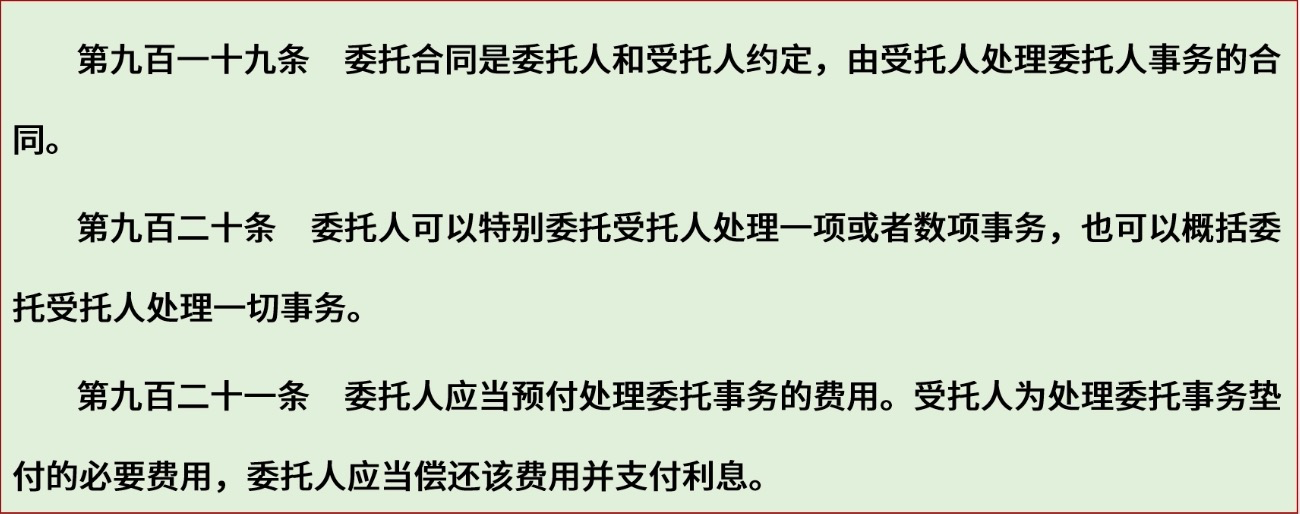 第九百一十九条　委托合同是委托人和受托人约定，由受托人处理委托人事务的合
同。
第九百二十条　委托人可以特别委托受托人处理一项或者数项事务，也可以概括委
托受托人处理一切事务。
第九百二十一条　委托人应当预付处理委托事务的费用。受托人为处理委托事务垫
付的必要费用，委托人应当偿还该费用并支付利息。